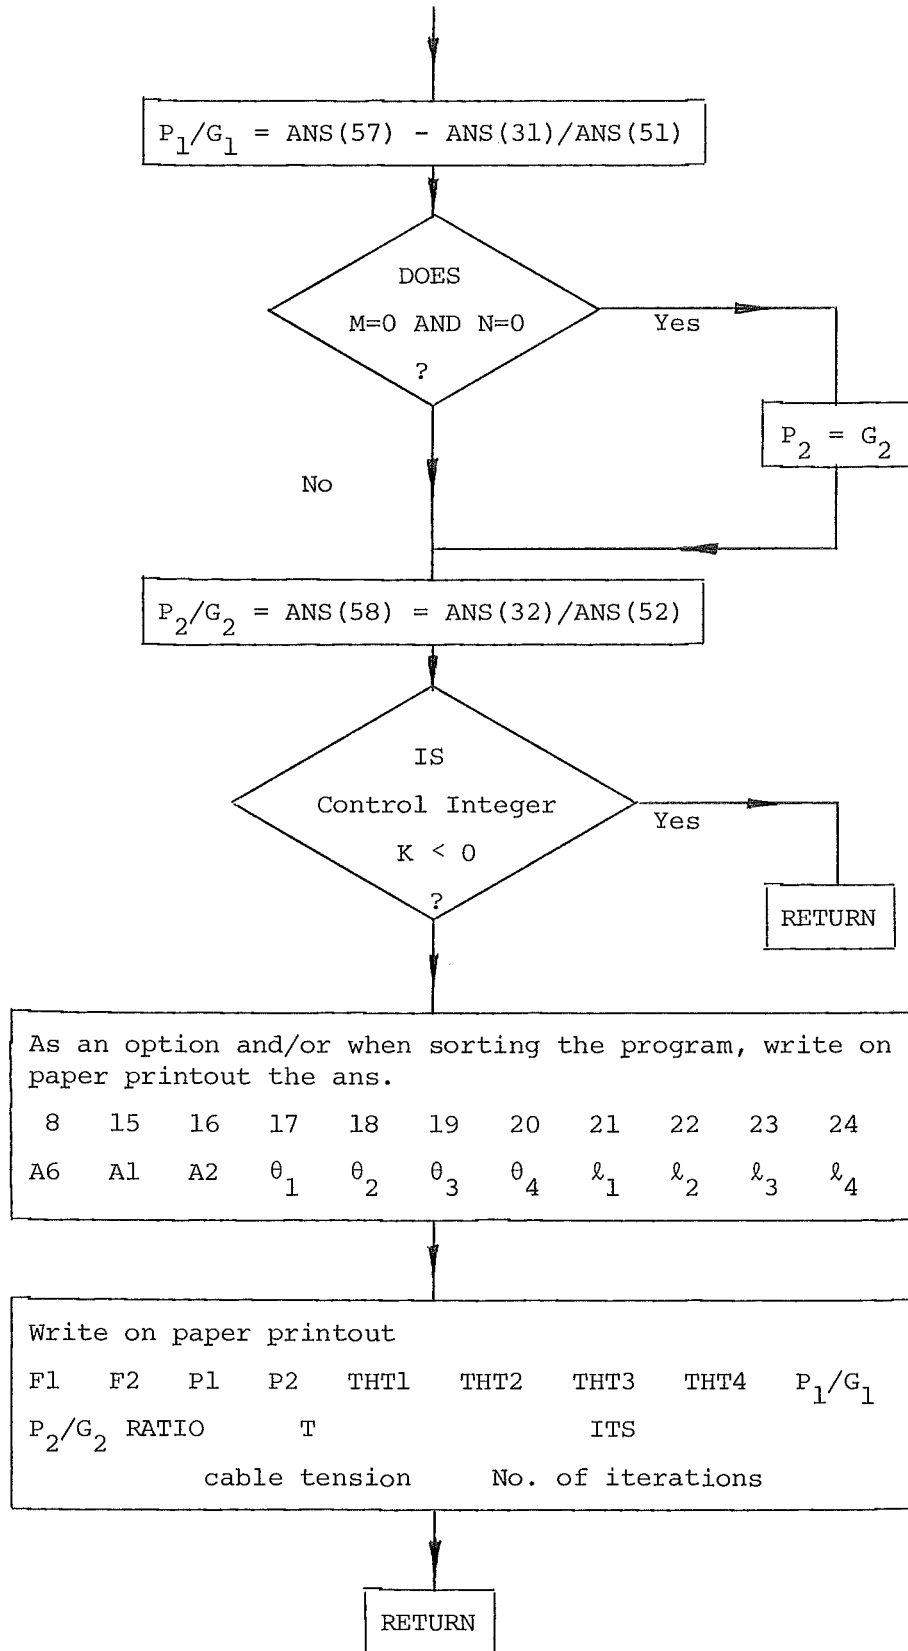 P₁/G₁ = ANS(57) - ANS(31)/ANS(51)
DOES
M=0 AND N=0
?
Yes
P₂ = G₂
No
P₂/G₂ = ANS(58) = ANS(32)/ANS(52)
IS
Control Integer
K < 0
?
Yes
RETURN
As an option and/or when sorting the program, write on
paper printout the ans.
8 15 16 17 18 19 20 21 22 23 24
A6 A1 A2 θ₁ θ₂ θ₃ θ₄ ℓ₁ ℓ₂ ℓ₃ ℓ₄
Write on paper printout
F1 F2 P1 P2 THT1 THT2 THT3 THT4 P₁/G₁
P₂/G₂ RATIO T ITS
cable tension No. of iterations
RETURN